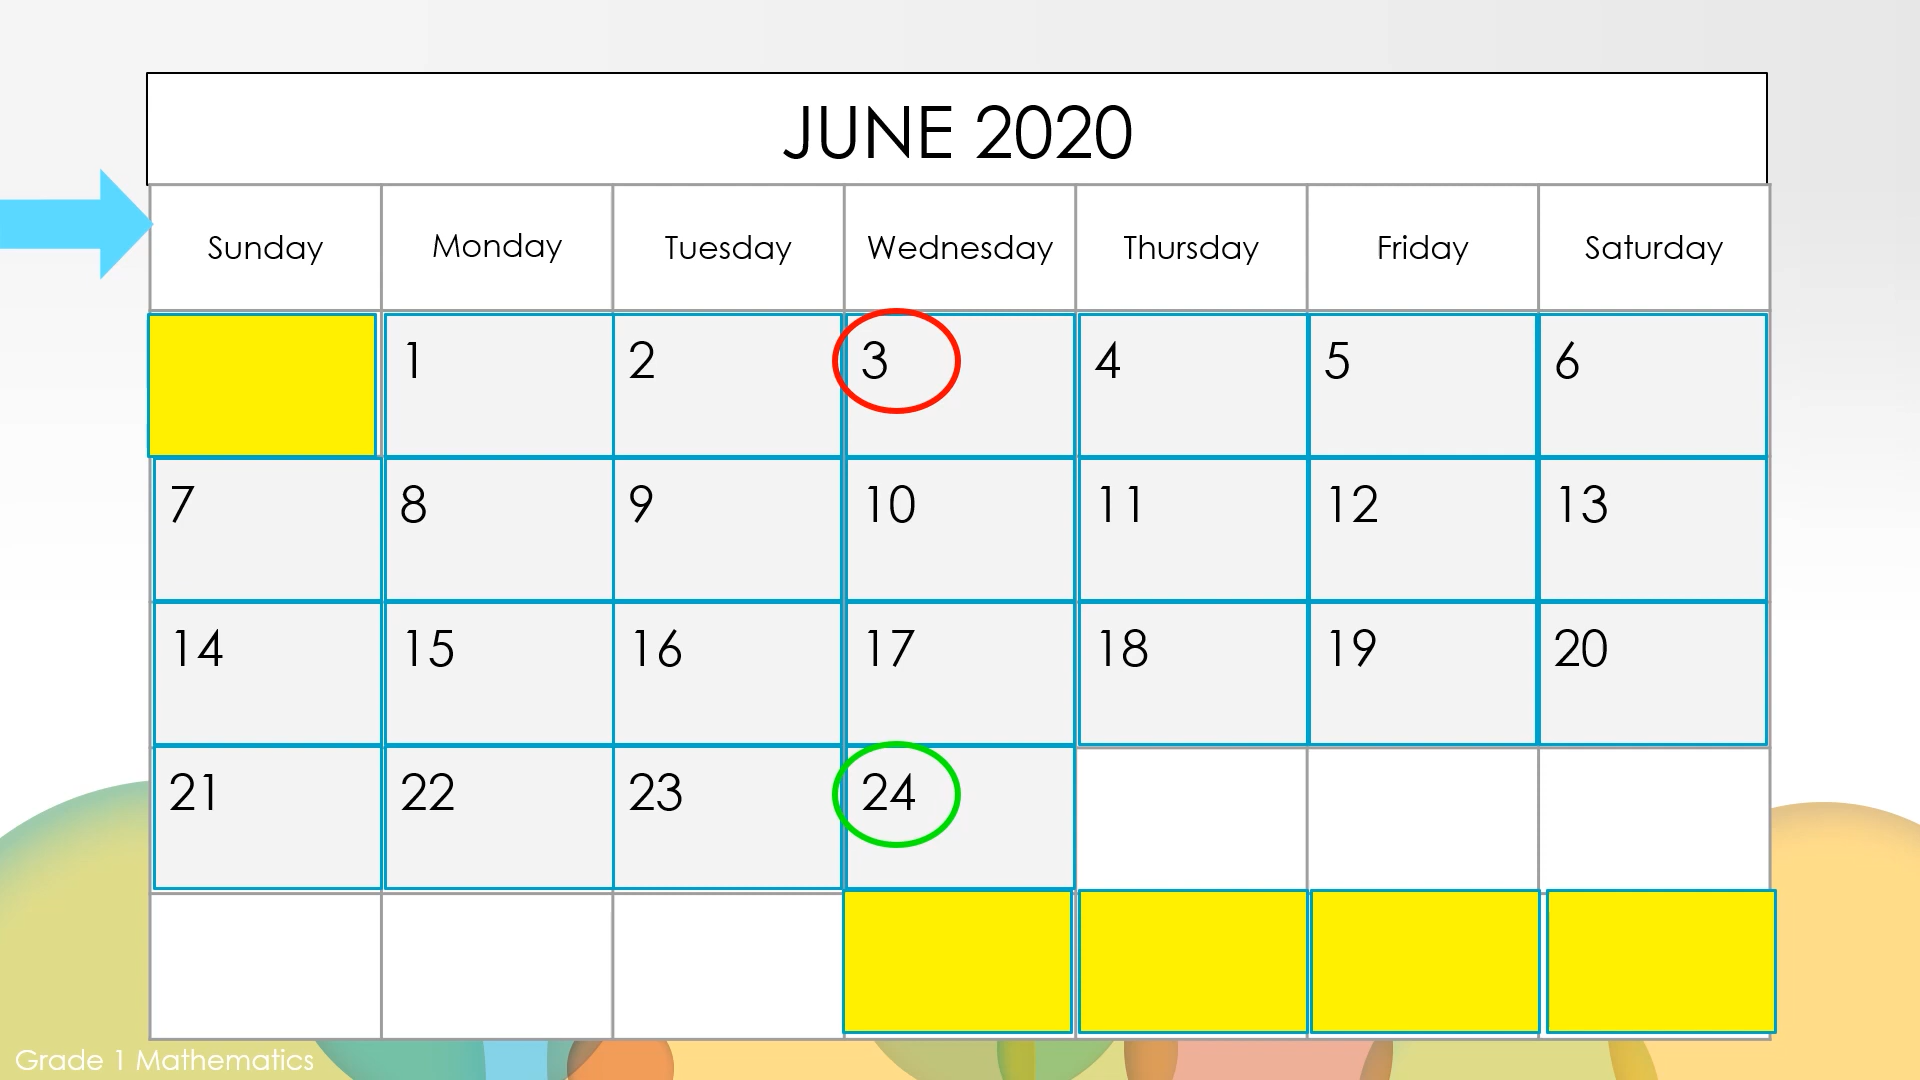 JUNE 2020
Sunday Monday Tuesday Wednesday Thursday Friday Saturday
1 2 3 4 5 6
7 8 9 10 11 12 13
14 15 16 17 18 19 20
21 22 23 24
Grade 1 Mathematics